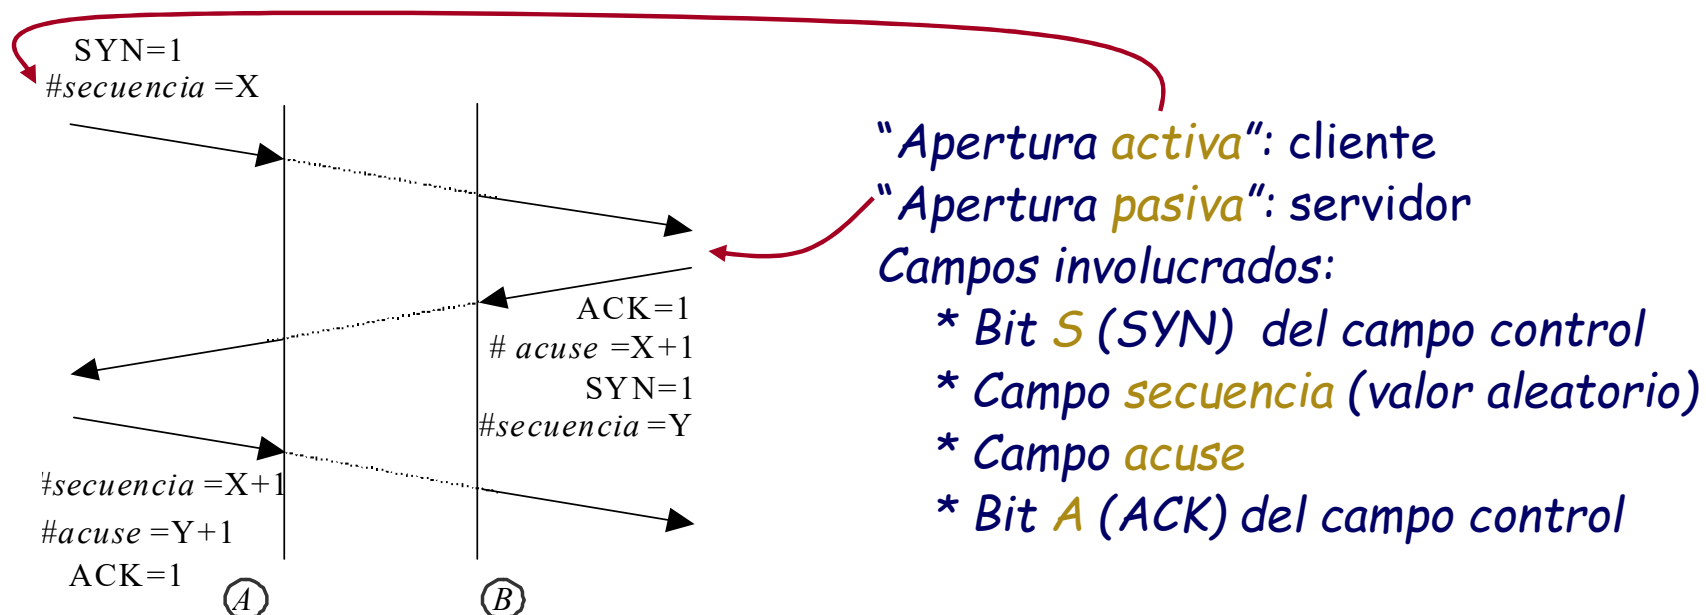 SYN=1
#secuencia =X
ACK=1
# acuse =X+1
SYN=1
#secuencia =Y
#secuencia =X+1
#acuse =Y+1
ACK=1
A
B
“Apertura activa”: cliente
“Apertura pasiva”: servidor
Campos involucrados:
* Bit S (SYN) del campo control
* Campo secuencia (valor aleatorio)
* Campo acuse
* Bit A (ACK) del campo control